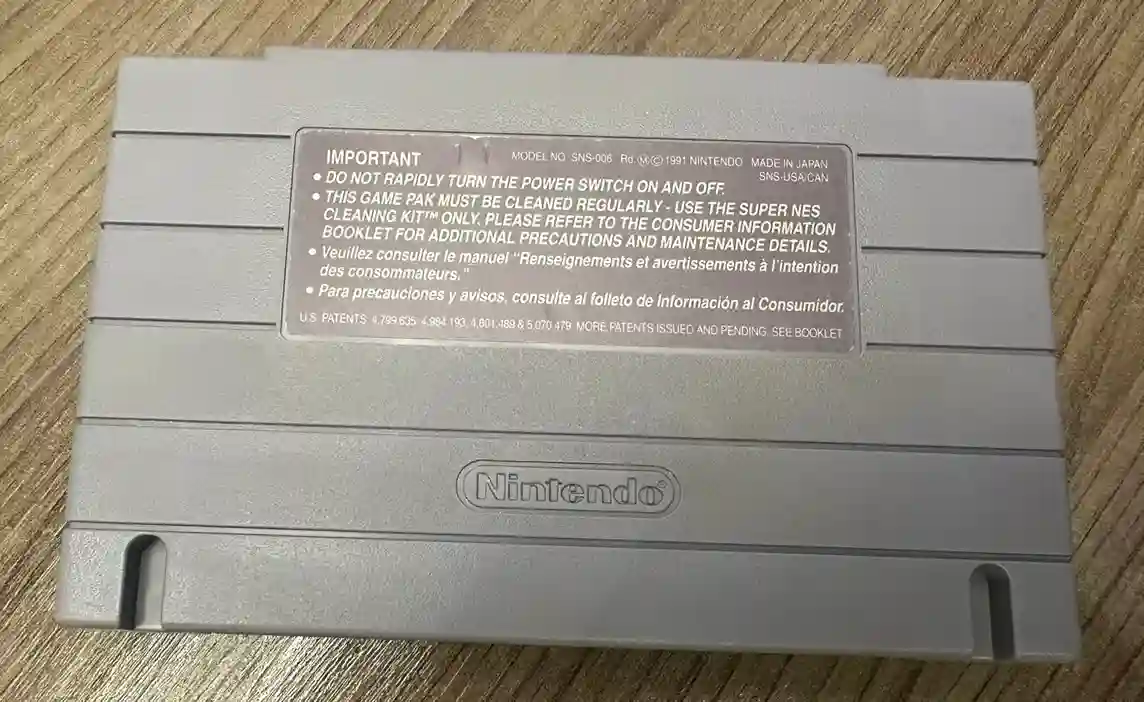 IMPORTANT MODEL NO. SNS-006 Rd. Ⓜ © 1991 NINTENDO MADE IN JAPAN
SNS-USA/CAN
• DO NOT RAPIDLY TURN THE POWER SWITCH ON AND OFF.
• THIS GAME PAK MUST BE CLEANED REGULARLY - USE THE SUPER NES
CLEANING KIT™ ONLY. PLEASE REFER TO THE CONSUMER INFORMATION
BOOKLET FOR ADDITIONAL PRECAUTIONS AND MAINTENANCE DETAILS.
• Veuillez consulter le manuel "Renseignements et avertissements à l'intention
des consommateurs."
• Para precauciones y avisos, consulte al folleto de Información al Consumidor.
U.S. PATENTS 4,799,635, 4,984,193, 4,801,489 & 5,070,479 MORE PATENTS ISSUED AND PENDING. SEE BOOKLET
Nintendo®